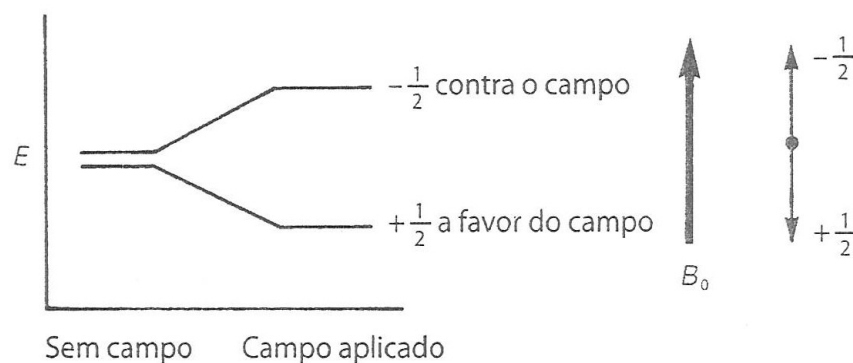 E
-1/2 contra o campo
+1/2 a favor do campo
Sem campo Campo aplicado
B₀
-1/2
+1/2